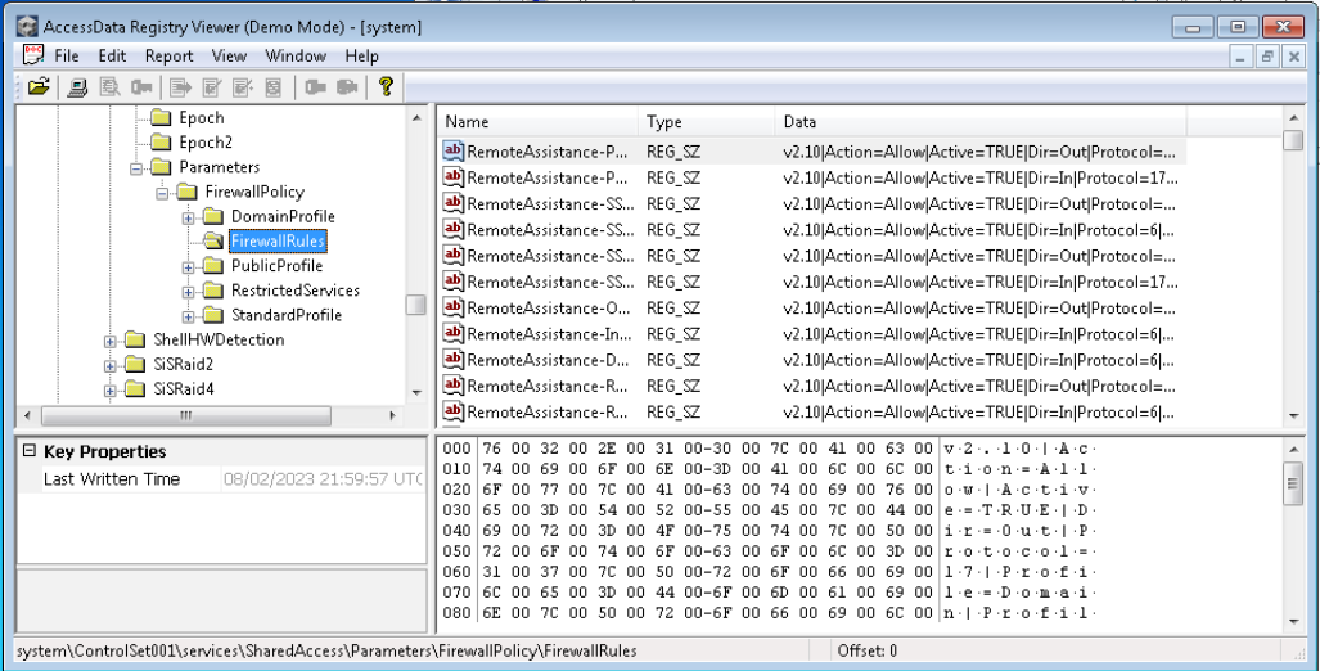 AccessData Registry Viewer (Demo Mode) - [system]
File Edit Report View Window Help
Epoch
Epoch2
Parameters
FirewallPolicy
DomainProfile
FirewallRules
PublicProfile
RestrictedServices
StandardProfile
ShellHWDetection
SiSRaid2
SiSRaid4
Name Type Data
RemoteAssistance-P... REG_SZ v2.10|Action=Allow|Active=TRUE|Dir=Out|Protocol=...
RemoteAssistance-P... REG_SZ v2.10|Action=Allow|Active=TRUE|Dir=In|Protocol=17...
RemoteAssistance-SS... REG_SZ v2.10|Action=Allow|Active=TRUE|Dir=Out|Protocol=...
RemoteAssistance-SS... REG_SZ v2.10|Action=Allow|Active=TRUE|Dir=In|Protocol=6|...
RemoteAssistance-SS... REG_SZ v2.10|Action=Allow|Active=TRUE|Dir=Out|Protocol=...
RemoteAssistance-SS... REG_SZ v2.10|Action=Allow|Active=TRUE|Dir=In|Protocol=17...
RemoteAssistance-O... REG_SZ v2.10|Action=Allow|Active=TRUE|Dir=Out|Protocol=...
RemoteAssistance-In... REG_SZ v2.10|Action=Allow|Active=TRUE|Dir=In|Protocol=6|...
RemoteAssistance-D... REG_SZ v2.10|Action=Allow|Active=TRUE|Dir=In|Protocol=6|...
RemoteAssistance-R... REG_SZ v2.10|Action=Allow|Active=TRUE|Dir=Out|Protocol=...
RemoteAssistance-R... REG_SZ v2.10|Action=Allow|Active=TRUE|Dir=In|Protocol=6|...
Key Properties
Last Written Time 08/02/2023 21:59:57 UTC
000 76 00 32 00 2E 00 31 00-30 00 7C 00 41 00 63 00 v·2·.·1·0·|·A·c·
010 74 00 69 00 6F 00 6E 00-3D 00 41 00 6C 00 6C 00 t·i·o·n·=·A·l·l·
020 6F 00 77 00 7C 00 41 00-63 00 74 00 69 00 76 00 o·w·|·A·c·t·i·v·
030 65 00 3D 00 54 00 52 00-55 00 45 00 7C 00 44 00 e·=·T·R·U·E·|·D·
040 69 00 72 00 3D 00 4F 00-75 00 74 00 7C 00 50 00 i·r·=·O·u·t·|·P·
050 72 00 6F 00 74 00 6F 00-63 00 6F 00 6C 00 3D 00 r·o·t·o·c·o·l·=·
060 31 00 37 00 7C 00 50 00-72 00 6F 00 66 00 69 00 1·7·|·P·r·o·f·i·
070 6C 00 65 00 3D 00 44 00-6F 00 6D 00 61 00 69 00 l·e·=·D·o·m·a·i·
080 6E 00 7C 00 50 00 72 00-6F 00 66 00 69 00 6C 00 n·|·P·r·o·f·i·l·
system\ControlSet001\services\SharedAccess\Parameters\FirewallPolicy\FirewallRules Offset: 0